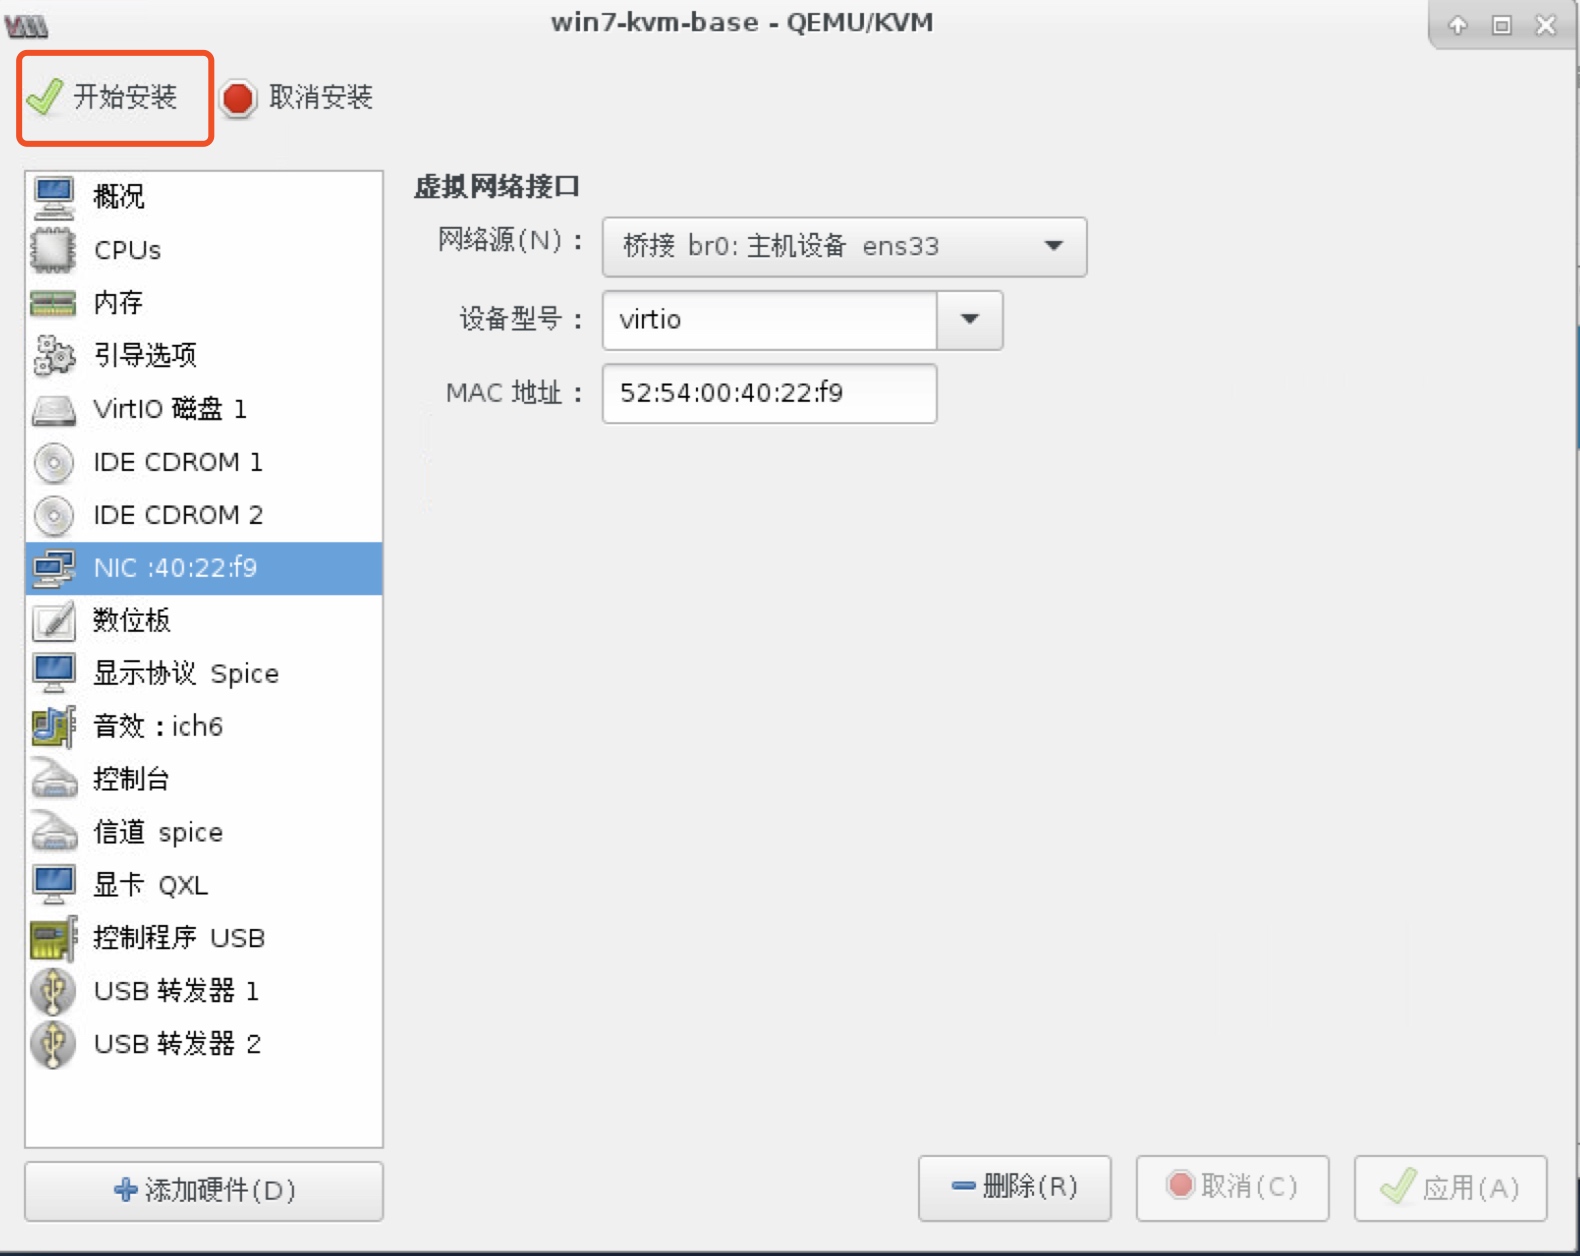 win7-kvm-base - QEMU/KVM
开始安装 取消安装
概况
CPUs
内存
引导选项
VirtIO 磁盘 1
IDE CDROM 1
IDE CDROM 2
NIC :40:22:f9
数位板
显示协议 Spice
音效：ich6
控制台
信道 spice
显卡 QXL
控制程序 USB
USB 转发器 1
USB 转发器 2
添加硬件(D)
虚拟网络接口
网络源(N)： 桥接 br0: 主机设备 ens33
设备型号： virtio
MAC 地址： 52:54:00:40:22:f9
删除(R) 取消(C) 应用(A)